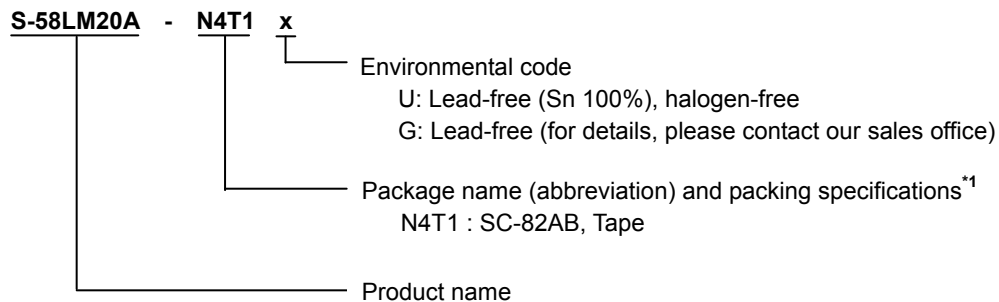 S-58LM20A - N4T1 x
Environmental code
U: Lead-free (Sn 100%), halogen-free
G: Lead-free (for details, please contact our sales office)
Package name (abbreviation) and packing specifications*1
N4T1 : SC-82AB, Tape
Product name